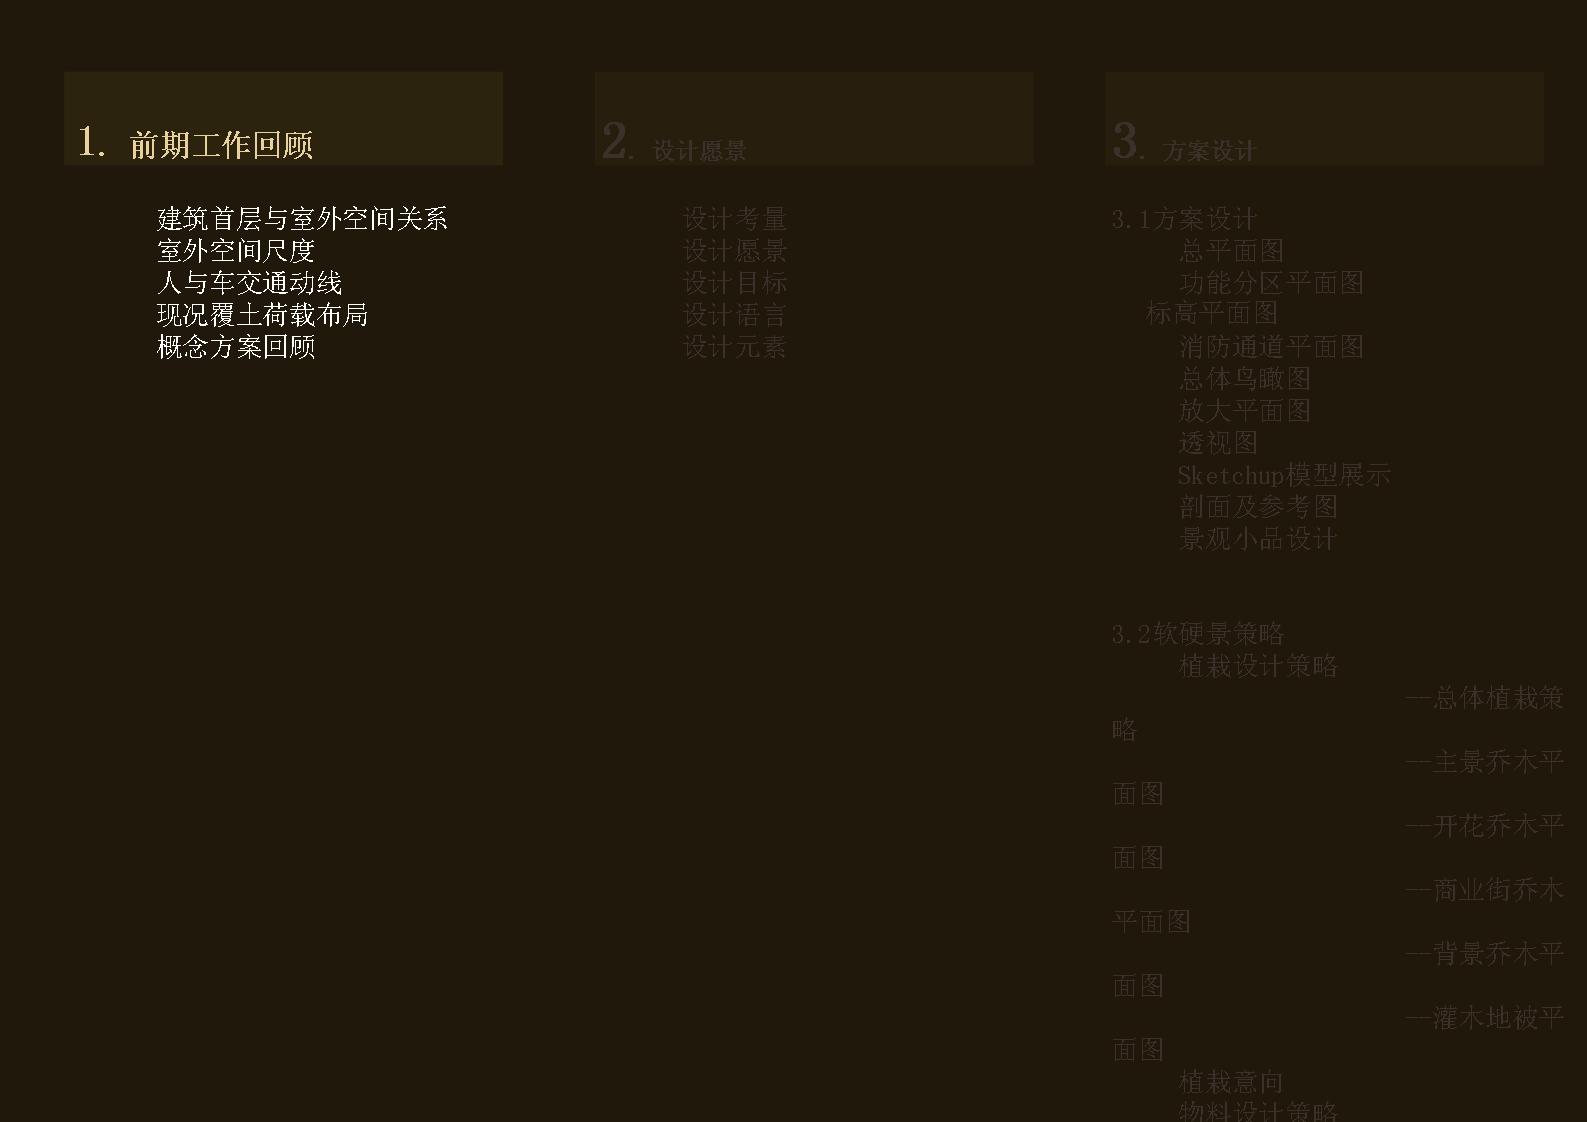 1. 前期工作回顾
建筑首层与室外空间关系
室外空间尺度
人与车交通动线
现况覆土荷载布局
概念方案回顾
2. 设计愿景
设计考量
设计愿景
设计目标
设计语言
设计元素
3. 方案设计
3.1方案设计
总平面图
功能分区平面图
标高平面图
消防通道平面图
总体鸟瞰图
放大平面图
透视图
Sketchup模型展示
剖面及参考图
景观小品设计
3.2软硬景策略
植栽设计策略
—总体植栽策
略
—主景乔木平
面图
—开花乔木平
面图
—商业街乔木
平面图
—背景乔木平
面图
—灌木地被平
面图
植栽意向
物料设计策略